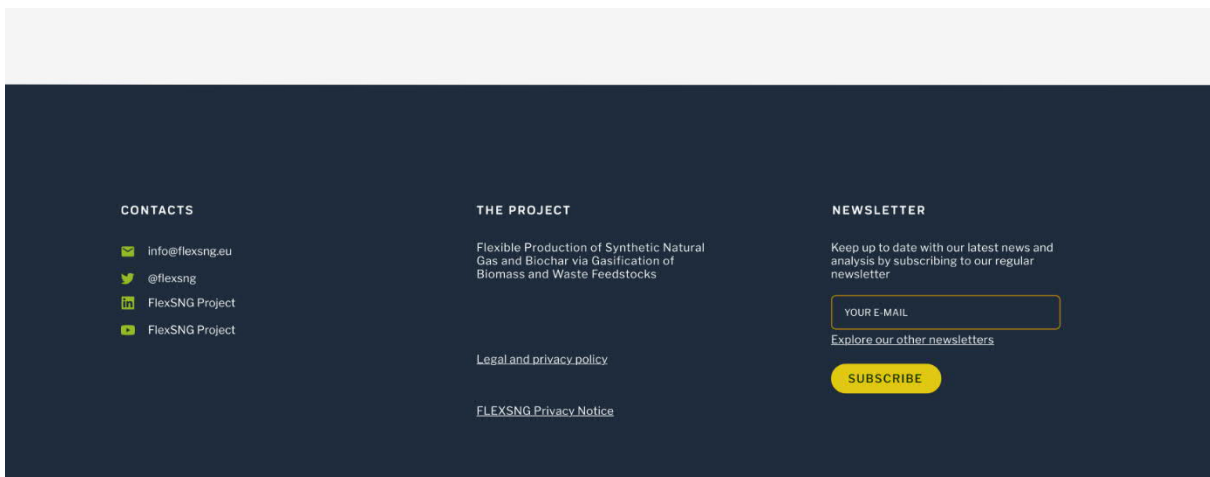 CONTACTS
info@flexsng.eu
@flexsng
FlexSNG Project
FlexSNG Project
THE PROJECT
Flexible Production of Synthetic Natural
Gas and Biochar via Gasification of
Biomass and Waste Feedstocks
Legal and privacy policy
FLEXSNG Privacy Notice
NEWSLETTER
Keep up to date with our latest news and
analysis by subscribing to our regular
newsletter
YOUR E-MAIL
Explore our other newsletters
SUBSCRIBE